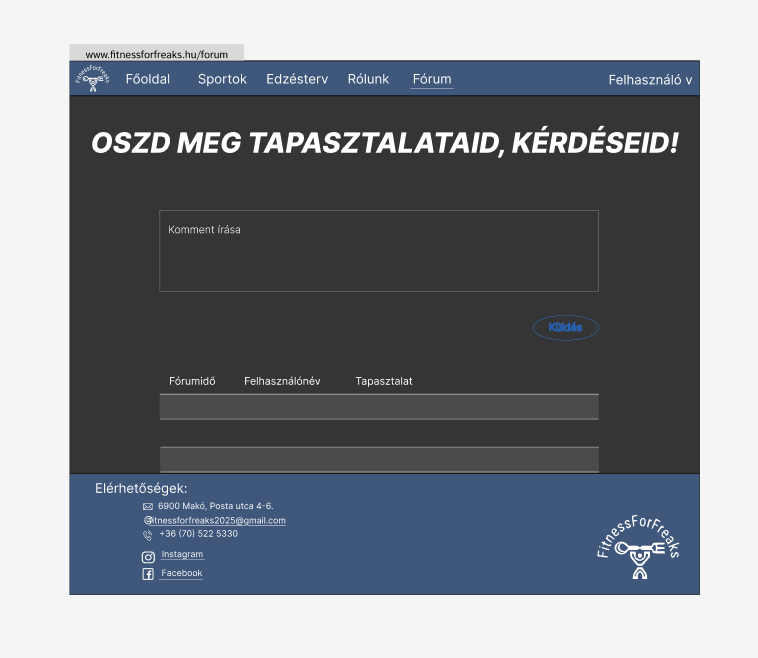 www.fitnessforfreaks.hu/forum
FitnessForFreaks
Főoldal Sportok Edzésterv Rólunk Fórum Felhasználó v
OSZD MEG TAPASZTALATAID, KÉRDÉSEID!
Komment írása
Küldés
Fórumidő Felhasználónév Tapasztalat
Elérhetőségek:
6900 Makó, Posta utca 4-6.
fitnessforfreaks2025@gmail.com
+36 (70) 522 5330
Instagram
Facebook
FitnessForFreaks